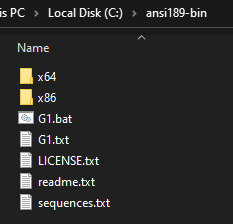 is PC > Local Disk (C:) > ansi189-bin
Name
x64
x86
G1.bat
G1.txt
LICENSE.txt
readme.txt
sequences.txt